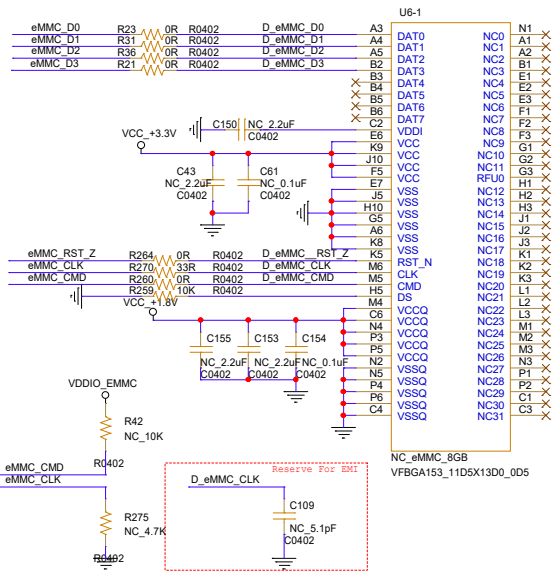 U6-1
eMMC_D0 R23 0R R0402 D_eMMC_D0 A3 DAT0 NC0 N1
eMMC_D1 R31 0R R0402 D_eMMC_D1 A4 DAT1 NC1 A1
eMMC_D2 R36 0R R0402 D_eMMC_D2 A5 DAT2 NC2 A2
eMMC_D3 R21 0R R0402 D_eMMC_D3 B2 DAT3 NC3 B1
B3 DAT4 NC4 E1
B4 DAT5 NC5 E2
B5 DAT6 NC6 E3
B6 DAT7 NC7 F1
C150 NC_2.2uF C0402 C2 VDDI NC8 F2
VCC_+3.3V E6 VCC NC9 F3
K9 VCC NC10 G1
J10 VCC NC11 G2
F5 VCC RFU0 G3
C43 NC_2.2uF C0402
C61 NC_0.1uF C0402
E7 VSS NC12 H1
J5 VSS NC13 H2
H10 VSS NC14 H3
G5 VSS NC15 J1
A6 VSS NC16 J2
K8 VSS NC17 J3
eMMC_RST_Z R264 0R R0402 D_eMMC_RST_Z K5 RST_N NC18 K1
eMMC_CLK R270 33R R0402 D_eMMC_CLK M6 CLK NC19 K2
eMMC_CMD R260 0R R0402 D_eMMC_CMD M5 CMD NC20 K3
R259 10K R0402 H5 DS NC21 L1
VCC_+1.8V M4 VCCQ NC22 L2
C6 VCCQ NC23 L3
N4 VCCQ NC24 M1
P3 VCCQ NC25 M2
P5 VCCQ NC26 M3
C155 NC_2.2uF C0402
C153 NC_2.2uF C0402
C154 NC_0.1uF C0402
N2 VSSQ NC27 N3
N5 VSSQ NC28 P1
P4 VSSQ NC29 P2
P6 VSSQ NC30 C1
C4 VSSQ NC31 C3
NC_eMMC_8GB
VFBGA153_11D5X13D0_0D5
VDDIO_EMMC
R42
NC_10K
R0402
eMMC_CMD
eMMC_CLK
R275
NC_4.7K
R0402
Reserve For EMI
D_eMMC_CLK
C109
NC_5.1pF
C0402